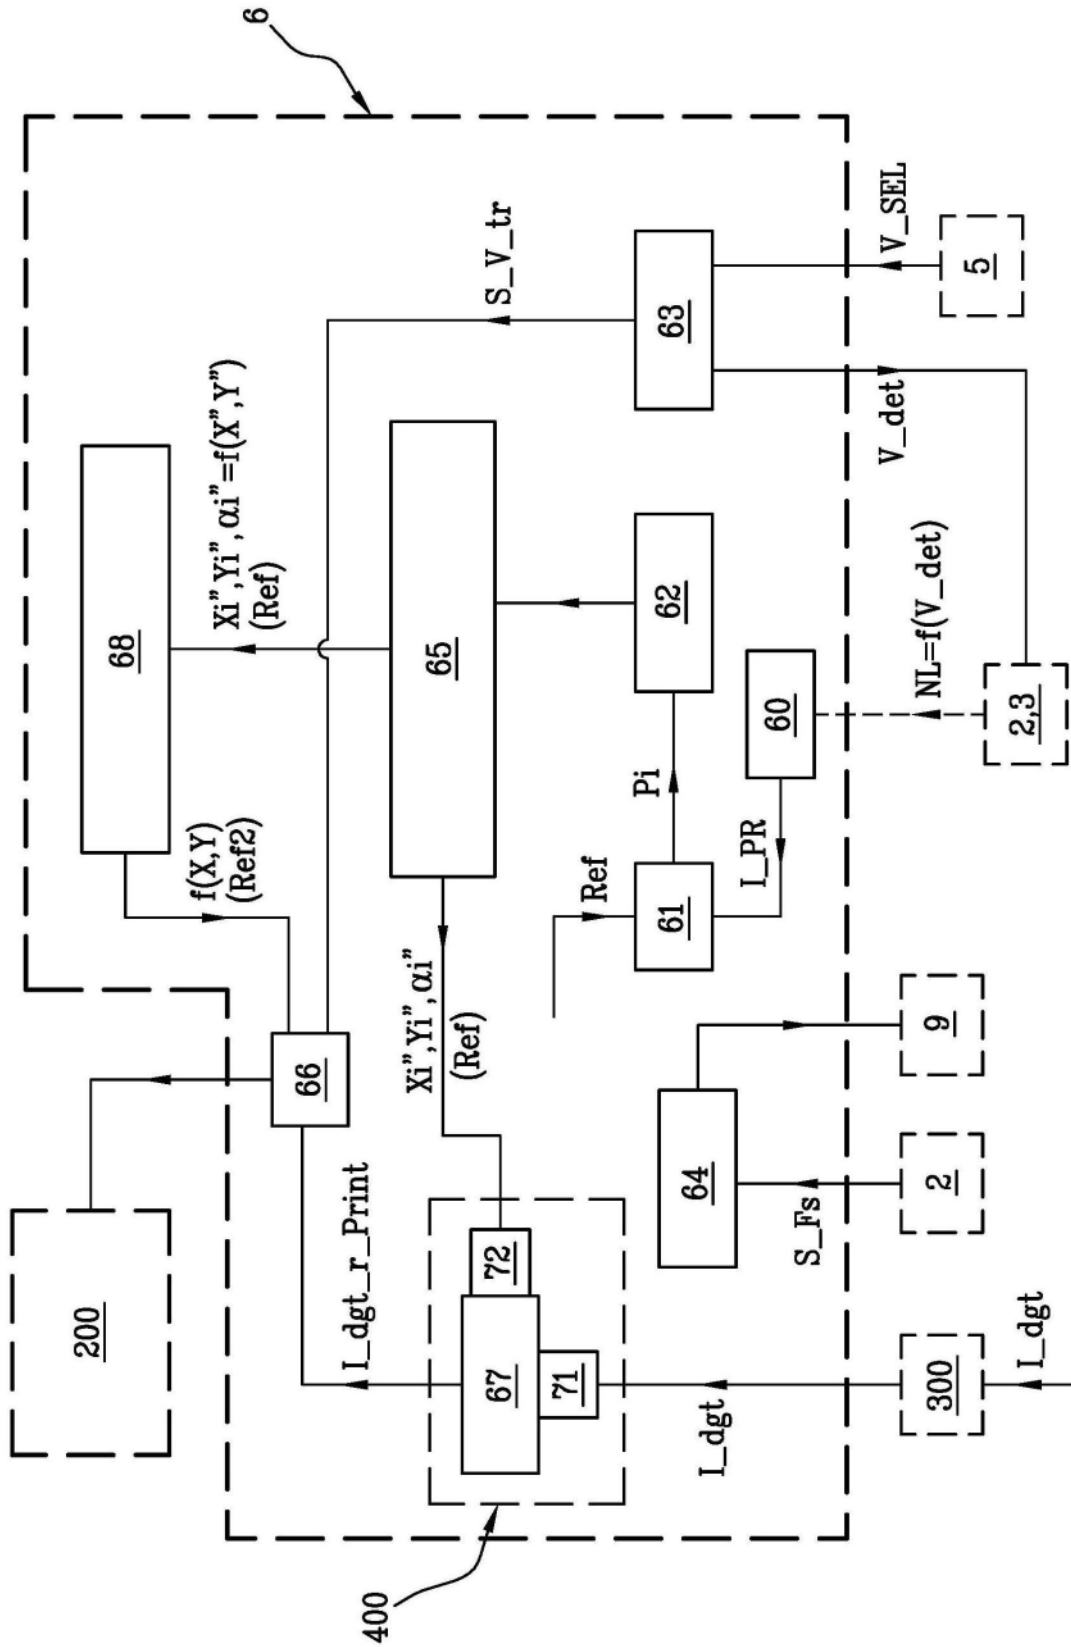 200
68
f(X,Y)
(Ref2)
Xi",Yi",αi"=f(X",Y")
(Ref)
6
66
I_dgt_r_Print
400
Xi",Yi",αi"
(Ref)
65
S_V_tr
67
72
71
Ref
Pi
61
62
63
64
I_dgt
I_PR
60
S_Fs
V_det
V_SEL
NL=f(V_det)
300
2
9
5
2,3
I_dgt